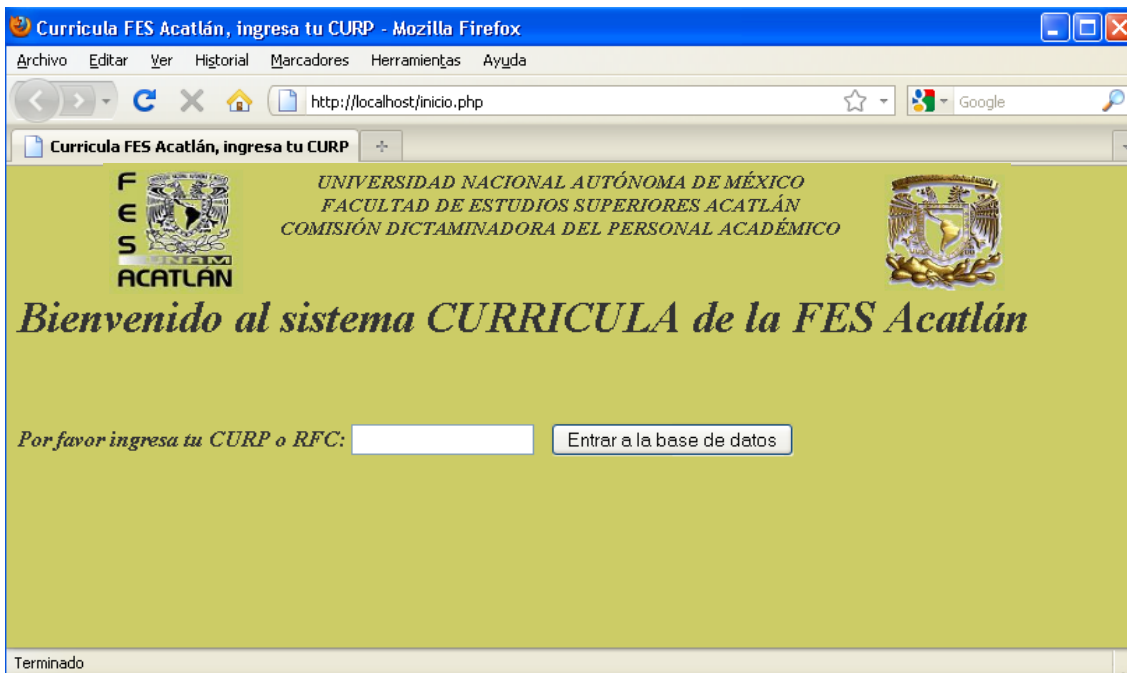 Curricula FES Acatlán, ingresa tu CURP - Mozilla Firefox
Archivo Editar Ver Historial Marcadores Herramientas Ayuda
http://localhost/inicio.php Google
Curricula FES Acatlán, ingresa tu CURP
FES
UNAM
ACATLÁN
UNIVERSIDAD NACIONAL AUTÓNOMA DE MÉXICO
FACULTAD DE ESTUDIOS SUPERIORES ACATLÁN
COMISIÓN DICTAMINADORA DEL PERSONAL ACADÉMICO
Bienvenido al sistema CURRICULA de la FES Acatlán
Por favor ingresa tu CURP o RFC: Entrar a la base de datos
Terminado